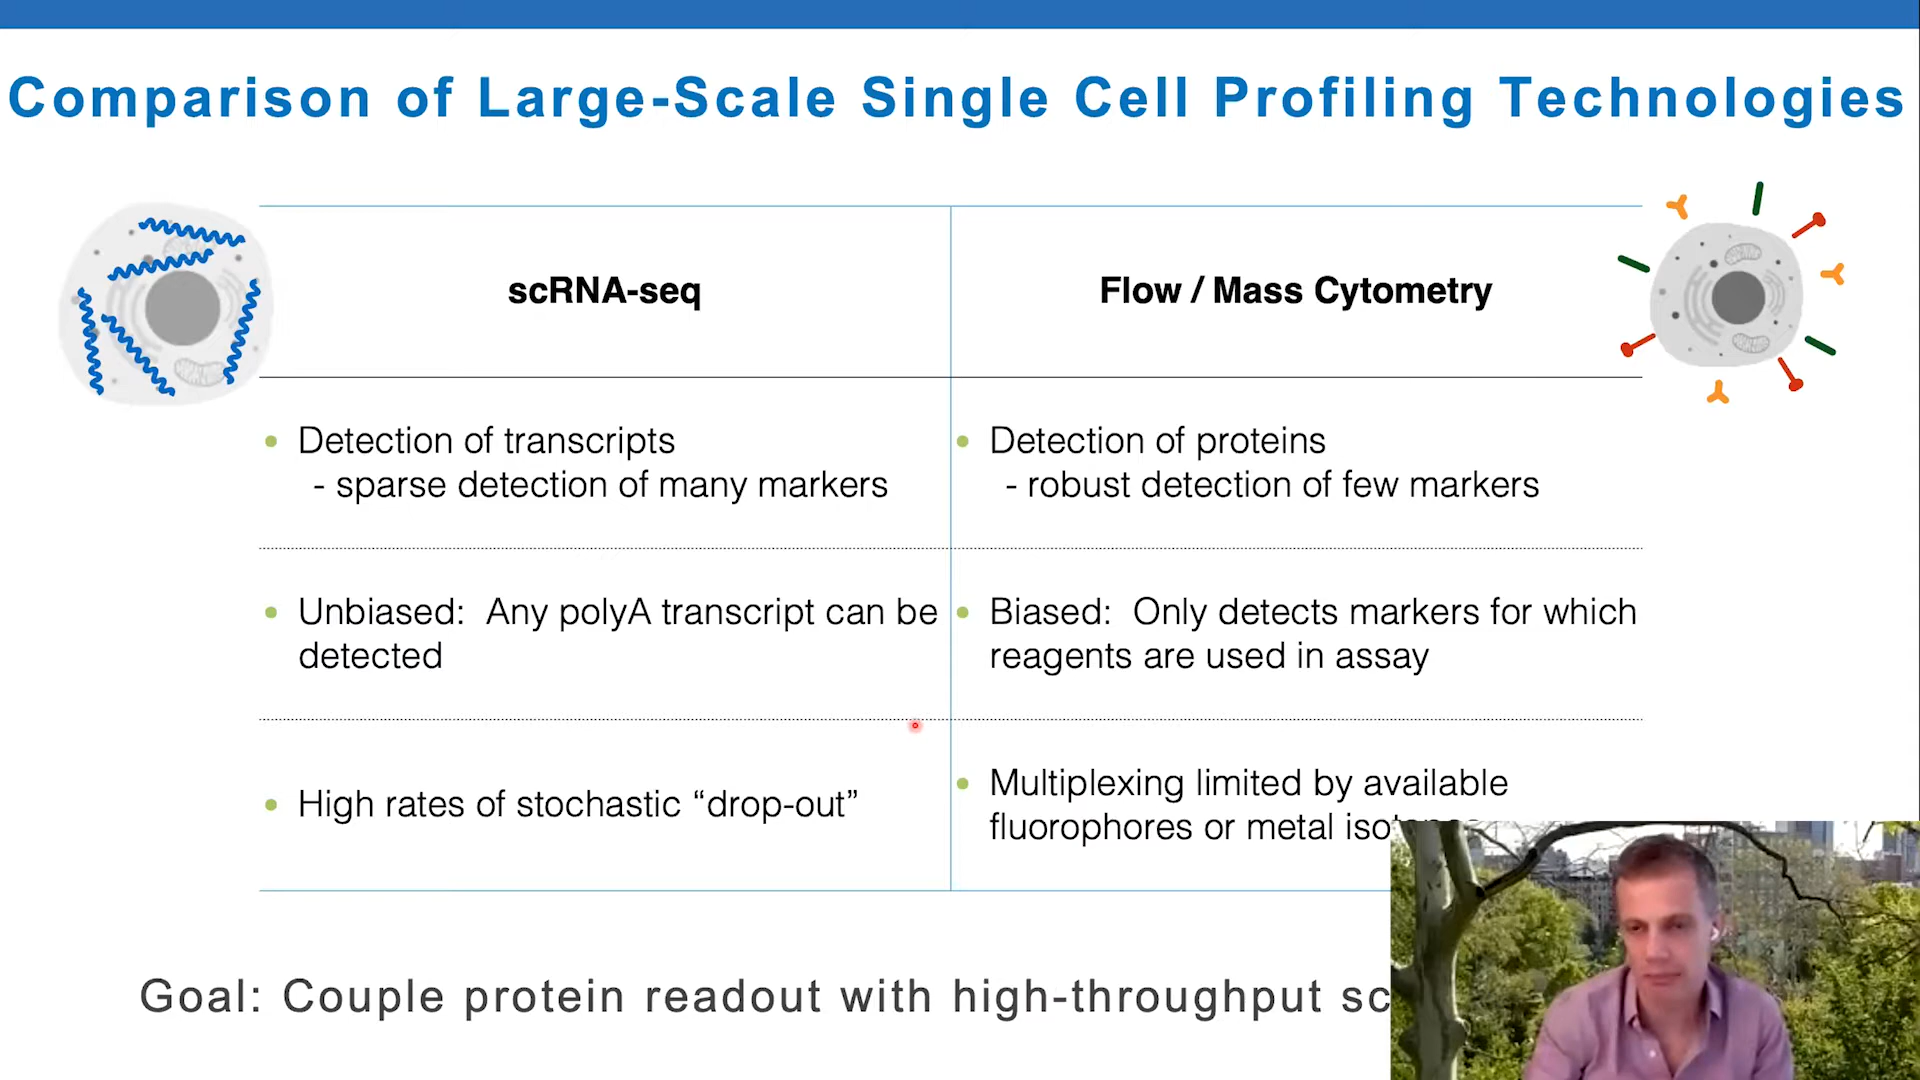 Comparison of Large-Scale Single Cell Profiling Technologies
scRNA-seq
Flow / Mass Cytometry
• Detection of transcripts
- sparse detection of many markers
• Detection of proteins
- robust detection of few markers
• Unbiased: Any polyA transcript can be
detected
• Biased: Only detects markers for which
reagents are used in assay
• High rates of stochastic “drop-out”
• Multiplexing limited by available
fluorophores or metal
Goal: Couple protein readout with high-throughput